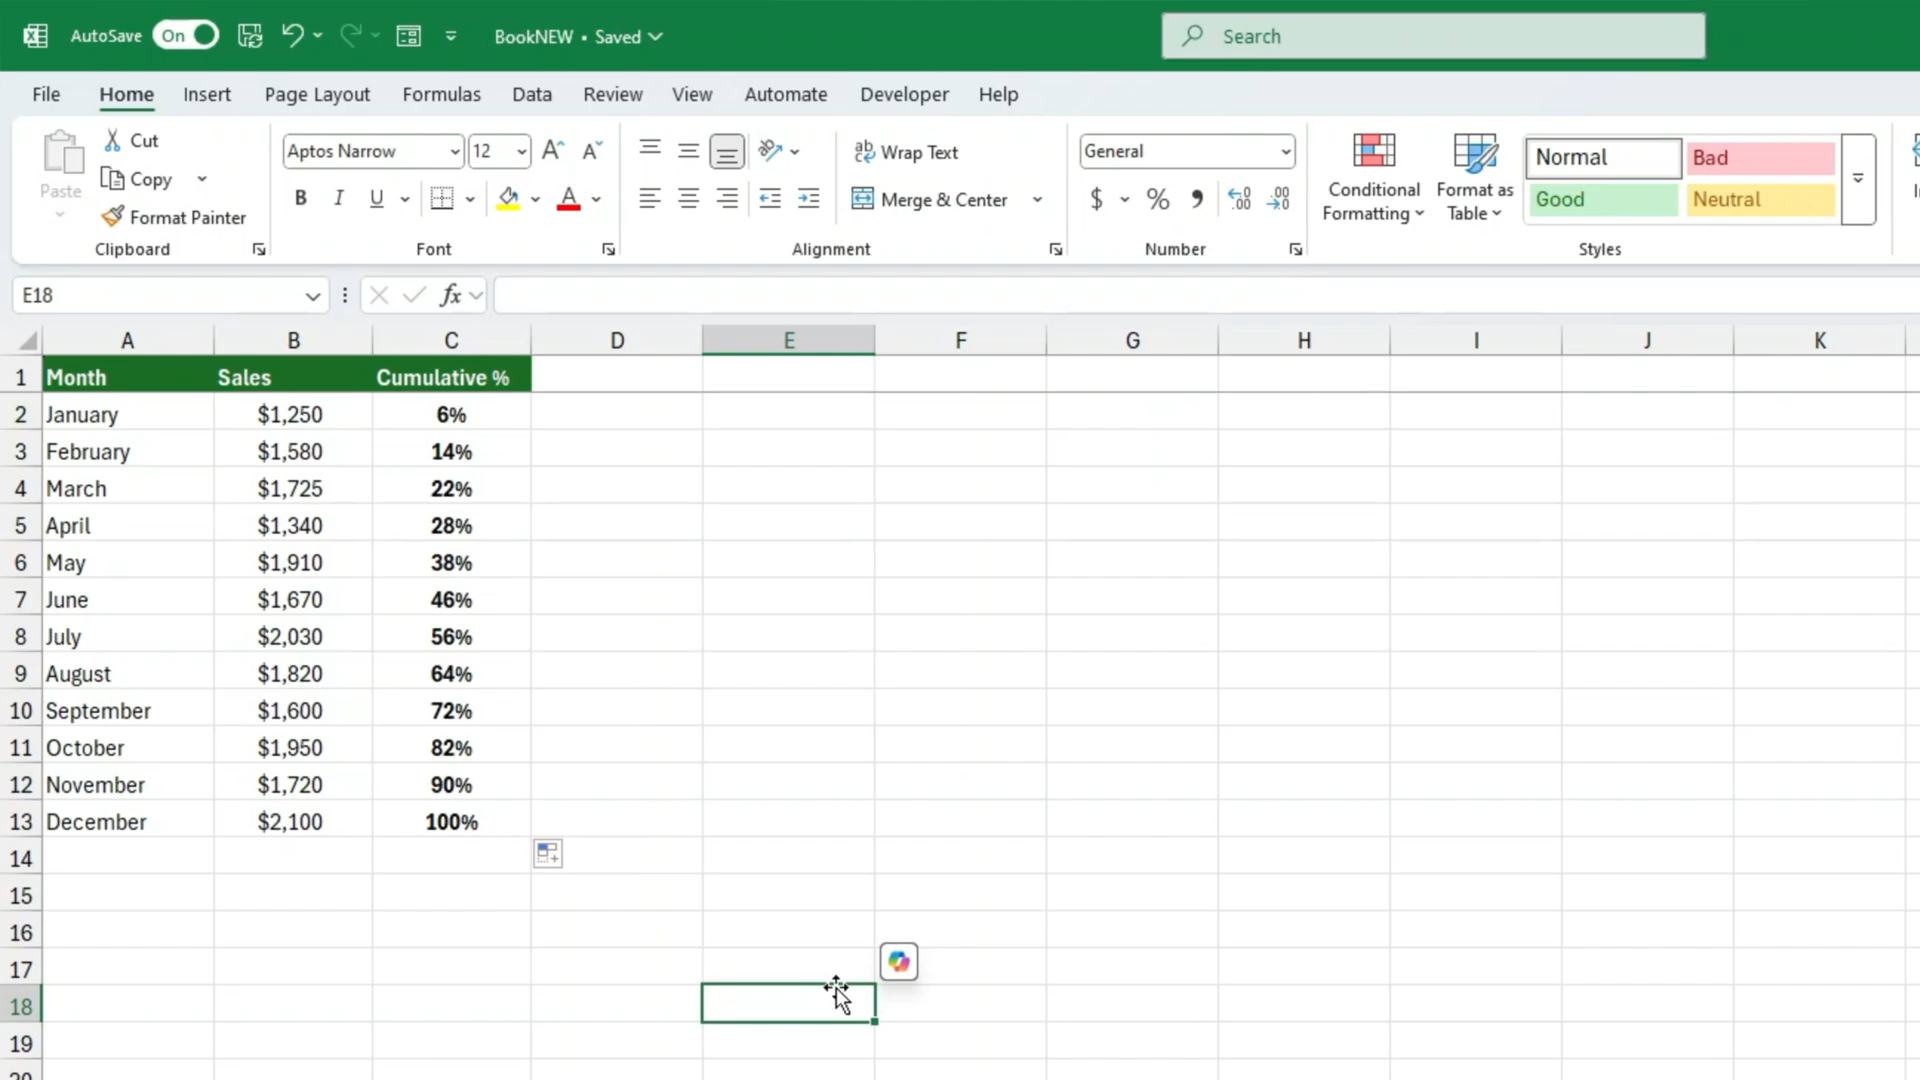 AutoSave On BookNEW • Saved Search
File Home Insert Page Layout Formulas Data Review View Automate Developer Help
Paste Cut Copy Format Painter
Clipboard
Aptos Narrow 12 A A
B I U A
Font
ab Wrap Text
Merge & Center
Alignment
General
$ % 9 .00 .00
Number
Conditional Formatting
Format as Table
Normal Bad
Good Neutral
Styles
E18 fx
A B C D E F G H I J K
1 Month Sales Cumulative %
2 January $1,250 6%
3 February $1,580 14%
4 March $1,725 22%
5 April $1,340 28%
6 May $1,910 38%
7 June $1,670 46%
8 July $2,030 56%
9 August $1,820 64%
10 September $1,600 72%
11 October $1,950 82%
12 November $1,720 90%
13 December $2,100 100%
14
15
16
17
18
19
20